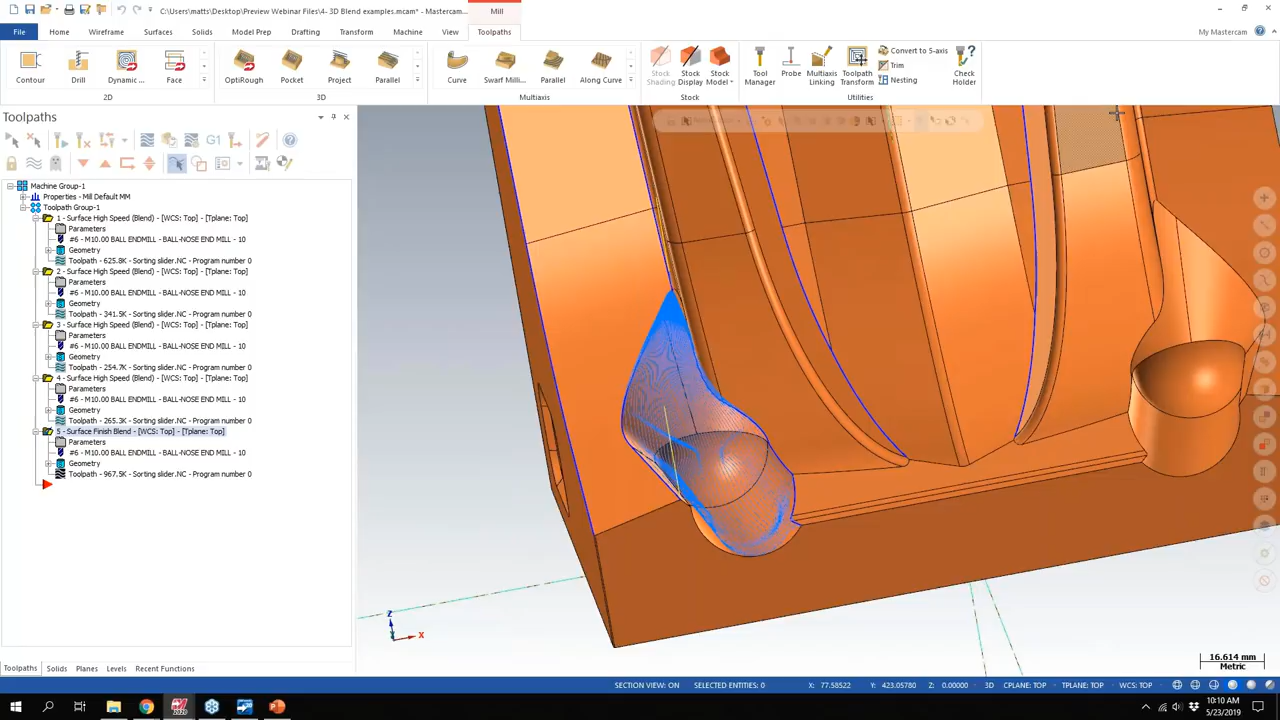 C:\Users\matts\Desktop\Preview Webinar Files\4- 3D Blend examples.mcam* - Mastercam
Mill
File Home Wireframe Surfaces Solids Model Prep Drafting Transform Machine View Toolpaths
My Mastercam
Contour Drill Dynamic ... Face OptiRough Pocket Project Parallel Curve Swarf Milli... Parallel Along Curve
Stock Shading Stock Display Stock Model Tool Manager Probe Multiaxis Linking Toolpath Transform Convert to 5-axis Trim Nesting Check Holder
2D 3D Multiaxis Stock Utilities
Toolpaths
G1
Machine Group-1
Properties - Mill Default MM
Toolpath Group-1
1 - Surface High Speed (Blend) - [WCS: Top] - [Tplane: Top]
Parameters
#6 - M10.00 BALL ENDMILL - BALL-NOSE END MILL - 10
Geometry
Toolpath - 625.8K - Sorting slider.NC - Program number 0
2 - Surface High Speed (Blend) - [WCS: Top] - [Tplane: Top]
Parameters
#6 - M10.00 BALL ENDMILL - BALL-NOSE END MILL - 10
Geometry
Toolpath - 341.5K - Sorting slider.NC - Program number 0
3 - Surface High Speed (Blend) - [WCS: Top] - [Tplane: Top]
Parameters
#6 - M10.00 BALL ENDMILL - BALL-NOSE END MILL - 10
Geometry
Toolpath - 254.7K - Sorting slider.NC - Program number 0
4 - Surface High Speed (Blend) - [WCS: Top] - [Tplane: Top]
Parameters
#6 - M10.00 BALL ENDMILL - BALL-NOSE END MILL - 10
Geometry
Toolpath - 265.3K - Sorting slider.NC - Program number 0
5 - Surface Finish Blend - [WCS: Top] - [Tplane: Top]
Parameters
#6 - M10.00 BALL ENDMILL - BALL-NOSE END MILL - 10
Geometry
Toolpath - 967.5K - Sorting slider.NC - Program number 0
Z
X
16.614 mm
Metric
Toolpaths Solids Planes Levels Recent Functions
SECTION VIEW: ON SELECTED ENTITIES: 0 X: 77.58522 Y: 423.05780 Z: 0.00000 3D CPLANE: TOP TPLANE: TOP WCS: TOP
10:10 AM
5/23/2019